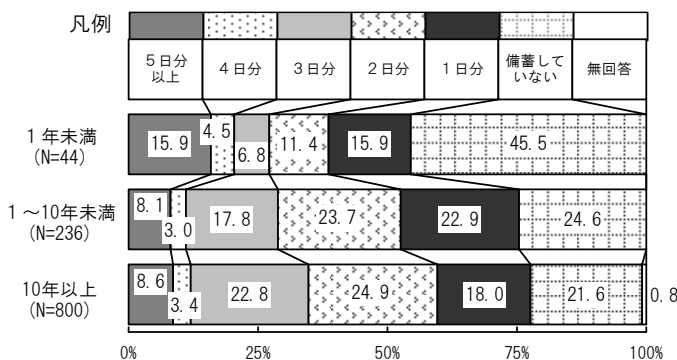 凡例
５日分
以上
４日分
３日分
２日分
１日分
備蓄して
いない
無回答
１年未満
(N=44)
15.9
4.5
6.8
11.4
15.9
45.5
１～10年未満
(N=236)
8.1
3.0
17.8
23.7
22.9
24.6
10年以上
(N=800)
8.6
3.4
22.8
24.9
18.0
21.6
0.8
0%
25%
50%
75%
100%